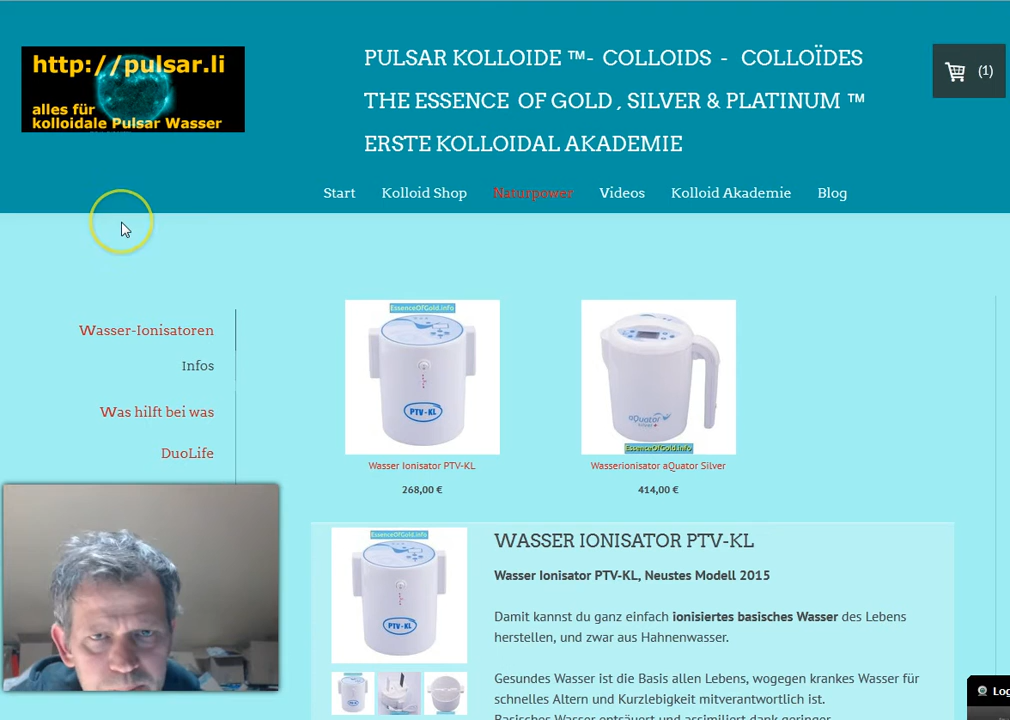 http://pulsar.li
alles für
kolloidale Pulsar Wasser
PULSAR KOLLOIDE ™- COLLOIDS - COLLOÏDES
THE ESSENCE OF GOLD , SILVER & PLATINUM ™
ERSTE KOLLOIDAL AKADEMIE
(1)
Start Kolloid Shop Naturpower Videos Kolloid Akademie Blog
Wasser-Ionisatoren
Infos
Was hilft bei was
DuoLife
EssenceOfGold.info
PTV-KL
Wasser Ionisator PTV-KL
268,00 €
aQuator
EssenceOfGold.info
Wasserionisator aQuator Silver
414,00 €
EssenceOfGold.info
PTV-KL
WASSER IONISATOR PTV-KL
Wasser Ionisator PTV-KL, Neustes Modell 2015
Damit kannst du ganz einfach ionisiertes basisches Wasser des Lebens
herstellen, und zwar aus Hahnenwasser.
Gesundes Wasser ist die Basis allen Lebens, wogegen krankes Wasser für
schnelles Altern und Kurzlebigkeit mitverantwortlich ist.
Basisches Wasser entsäuert und assimiliert dank geringer
Log